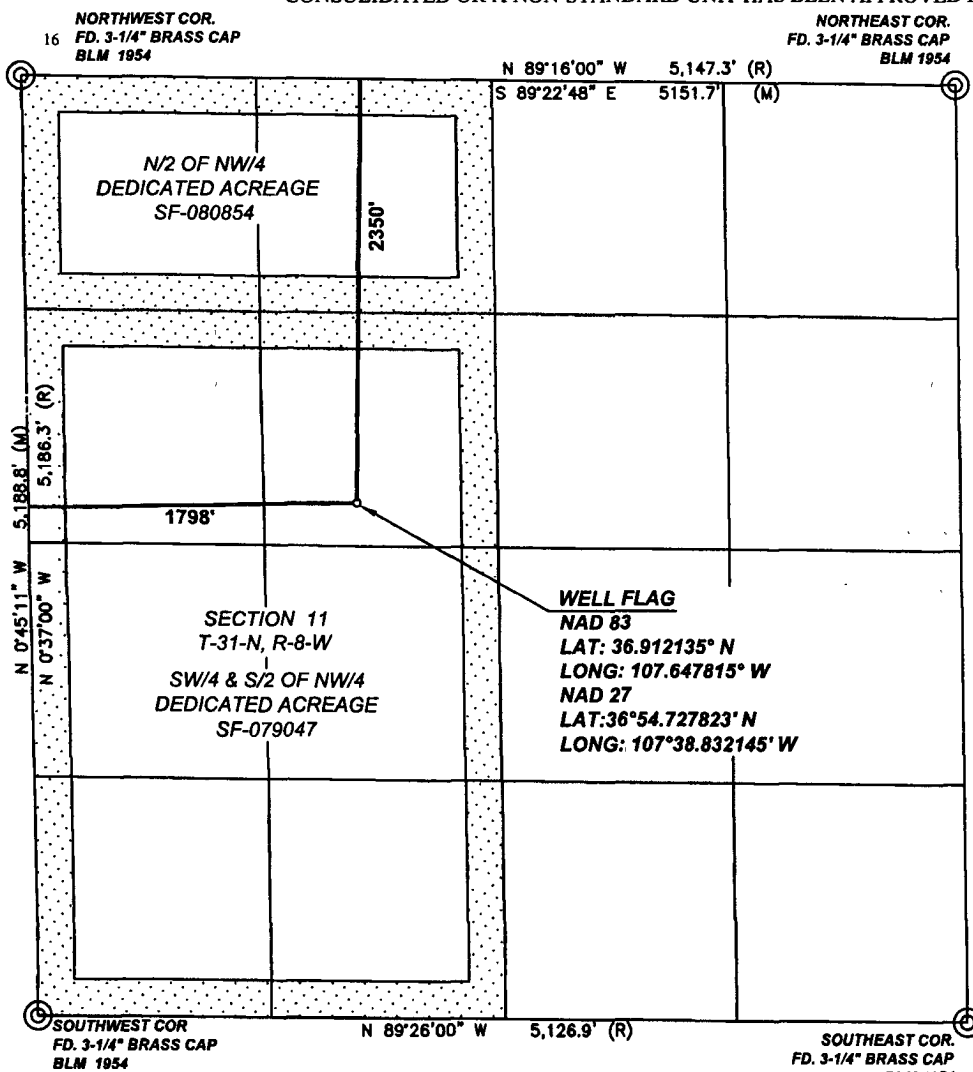 NORTHWEST COR.
16 FD. 3-1/4" BRASS CAP
BLM 1954
NORTHEAST COR.
FD. 3-1/4" BRASS CAP
BLM 1954
N 89°16'00" W 5,147.3' (R)
S 89°22'48" E 5151.7' (M)
N/2 OF NW/4
DEDICATED ACREAGE
SF-080854
2350'
N 0°45'11" W 5,188.8' (M)
N 0°37'00" W 5,186.3' (R)
1798'
WELL FLAG
NAD 83
LAT: 36.912135° N
LONG: 107.647815° W
NAD 27
LAT:36°54.727823' N
LONG: 107°38.832145' W
SECTION 11
T-31-N, R-8-W
SW/4 & S/2 OF NW/4
DEDICATED ACREAGE
SF-079047
SOUTHWEST COR
FD. 3-1/4" BRASS CAP
BLM 1954
N 89°26'00" W 5,126.9' (R)
SOUTHEAST COR.
FD. 3-1/4" BRASS CAP